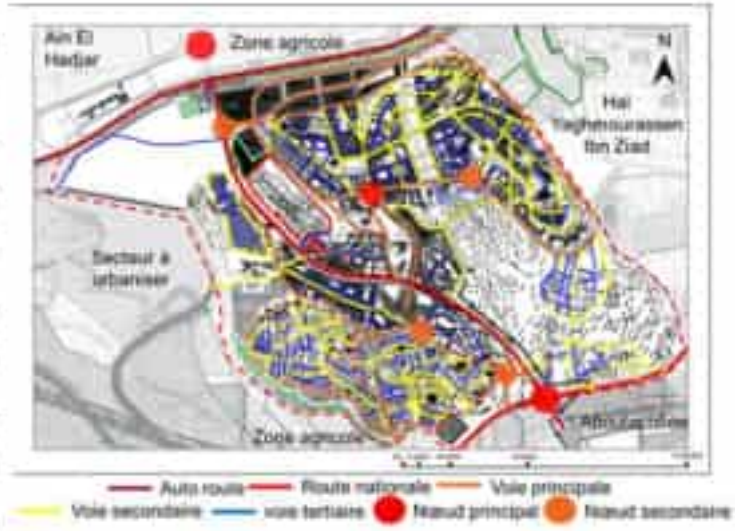 Ain El
Hadjar
Zone agricole
N
Hai
Yaghmourassen
Ibn Ziad
Secteur à
urbaniser
Zone agricole
Auto route
Route nationale
Voie principale
Voie secondaire
voie tertiaire
Nœud principal
Nœud secondaire